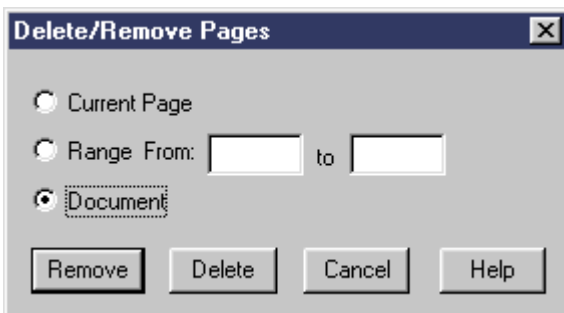 Delete/Remove Pages
Current Page
Range From: to
Document
Remove Delete Cancel Help